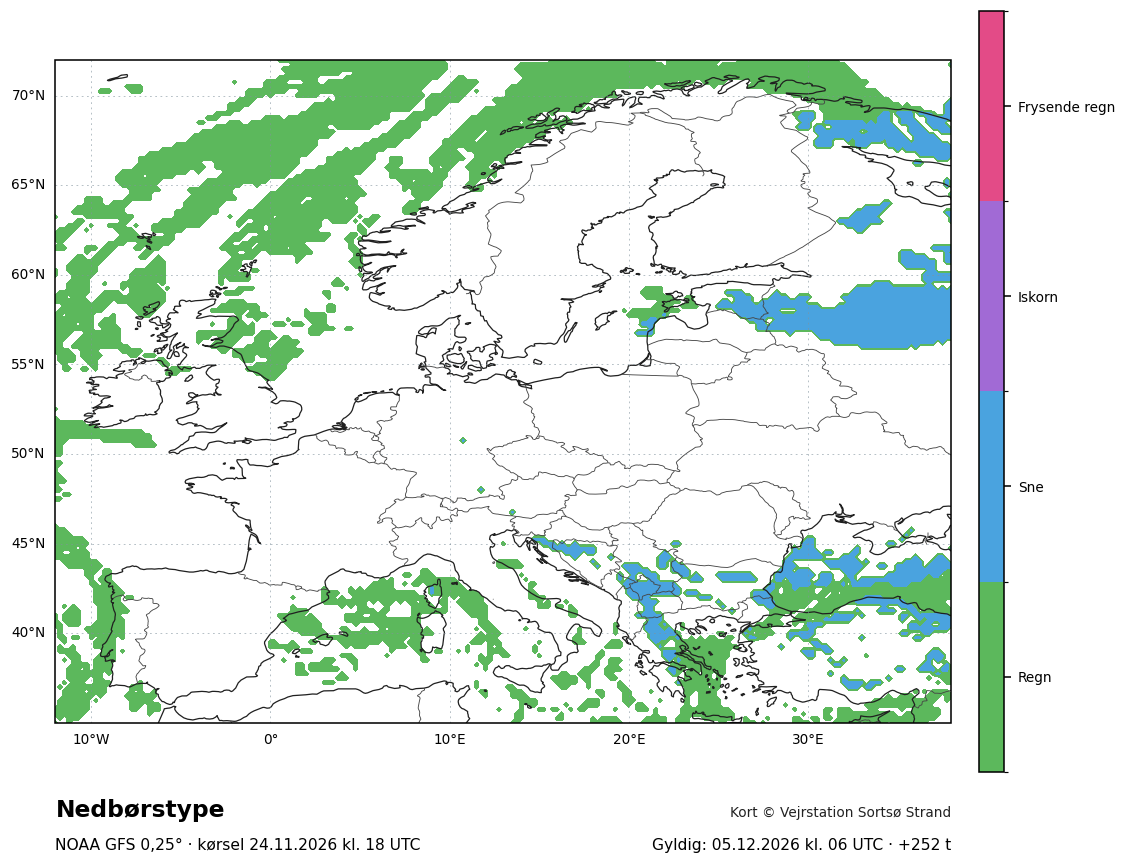 70°N
65°N
60°N
55°N
50°N
45°N
40°N
10°W
0°
10°E
20°E
30°E
Frysende regn
Iskorn
Sne
Regn
Nedbørstype
Kort © Vejrstation Sortsø Strand
NOAA GFS 0,25° · kørsel 24.11.2026 kl. 18 UTC
Gyldig: 05.12.2026 kl. 06 UTC · +252 t